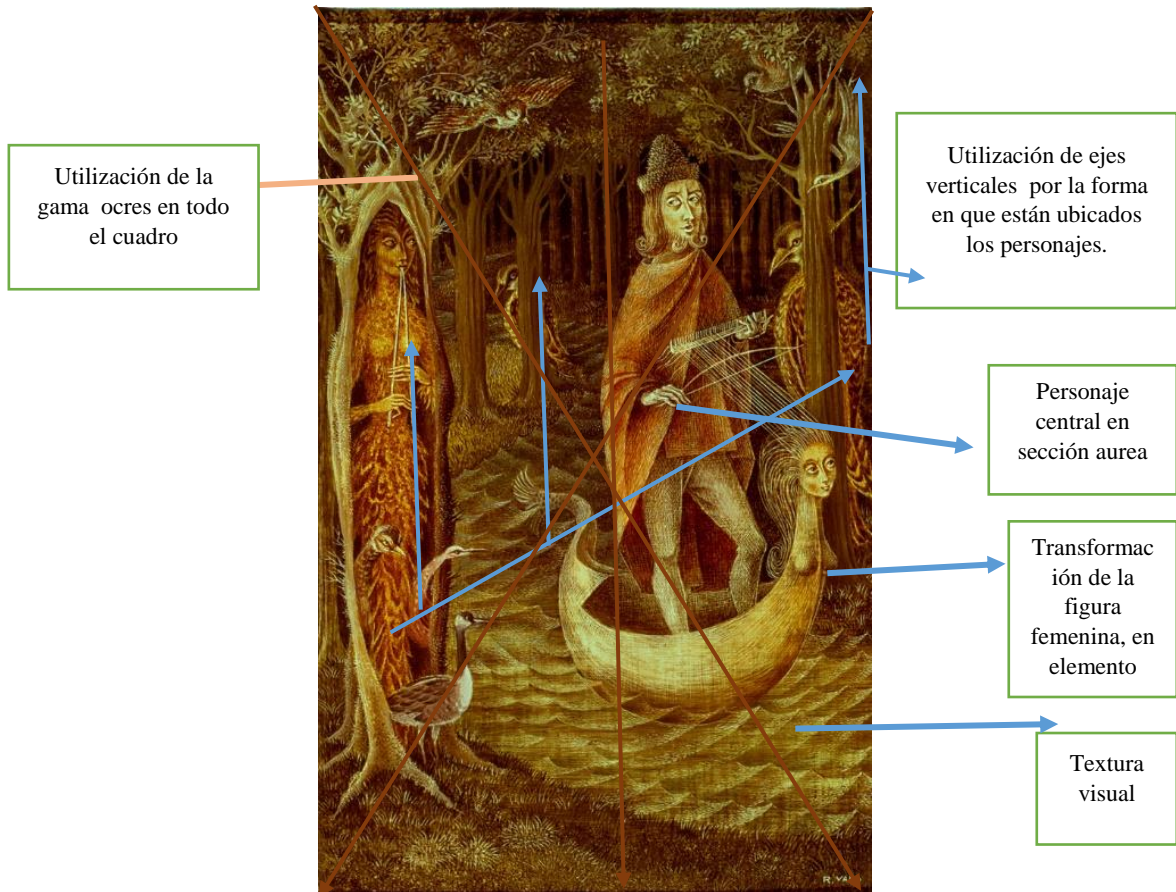 Utilización de la
gama ocres en todo
el cuadro
Utilización de ejes
verticales por la forma
en que están ubicados
los personajes.
Personaje
central en
sección aurea
Transformac
ión de la
figura
femenina, en
elemento
Textura
visual